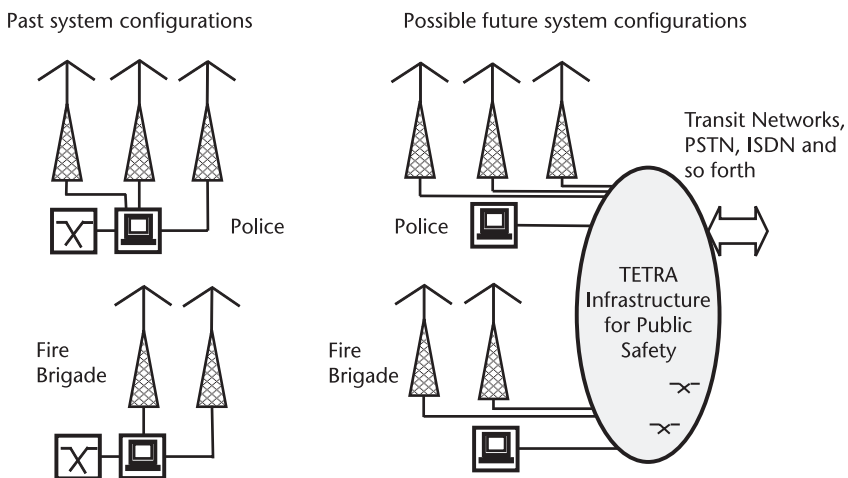 Past system configurations
Possible future system configurations
Transit Networks,
PSTN, ISDN and
so forth
Police
Police
TETRA
Infrastructure
for Public
Safety
Fire
Brigade
Fire
Brigade